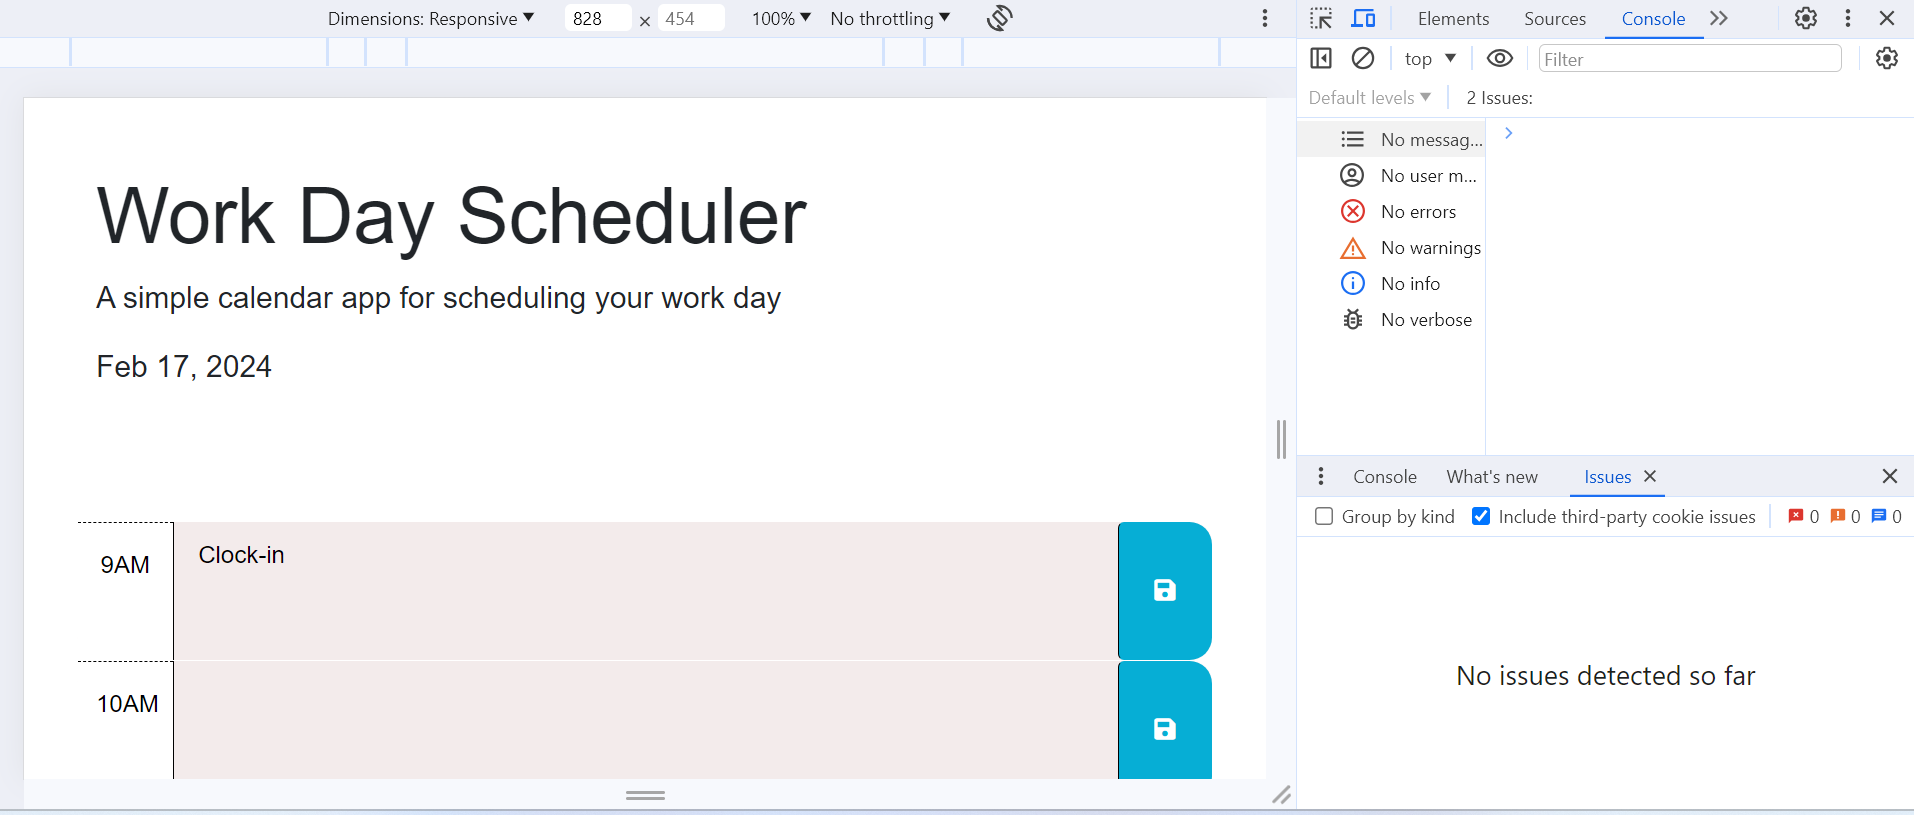 Dimensions: Responsive 828 × 454 100% No throttling
Elements Sources Console
top Filter
Default levels 2 Issues:
No messag...
No user m...
No errors
No warnings
No info
No verbose
Work Day Scheduler
A simple calendar app for scheduling your work day
Feb 17, 2024
9AM Clock-in
10AM
Console What's new Issues
Group by kind Include third-party cookie issues 0 0 0
No issues detected so far